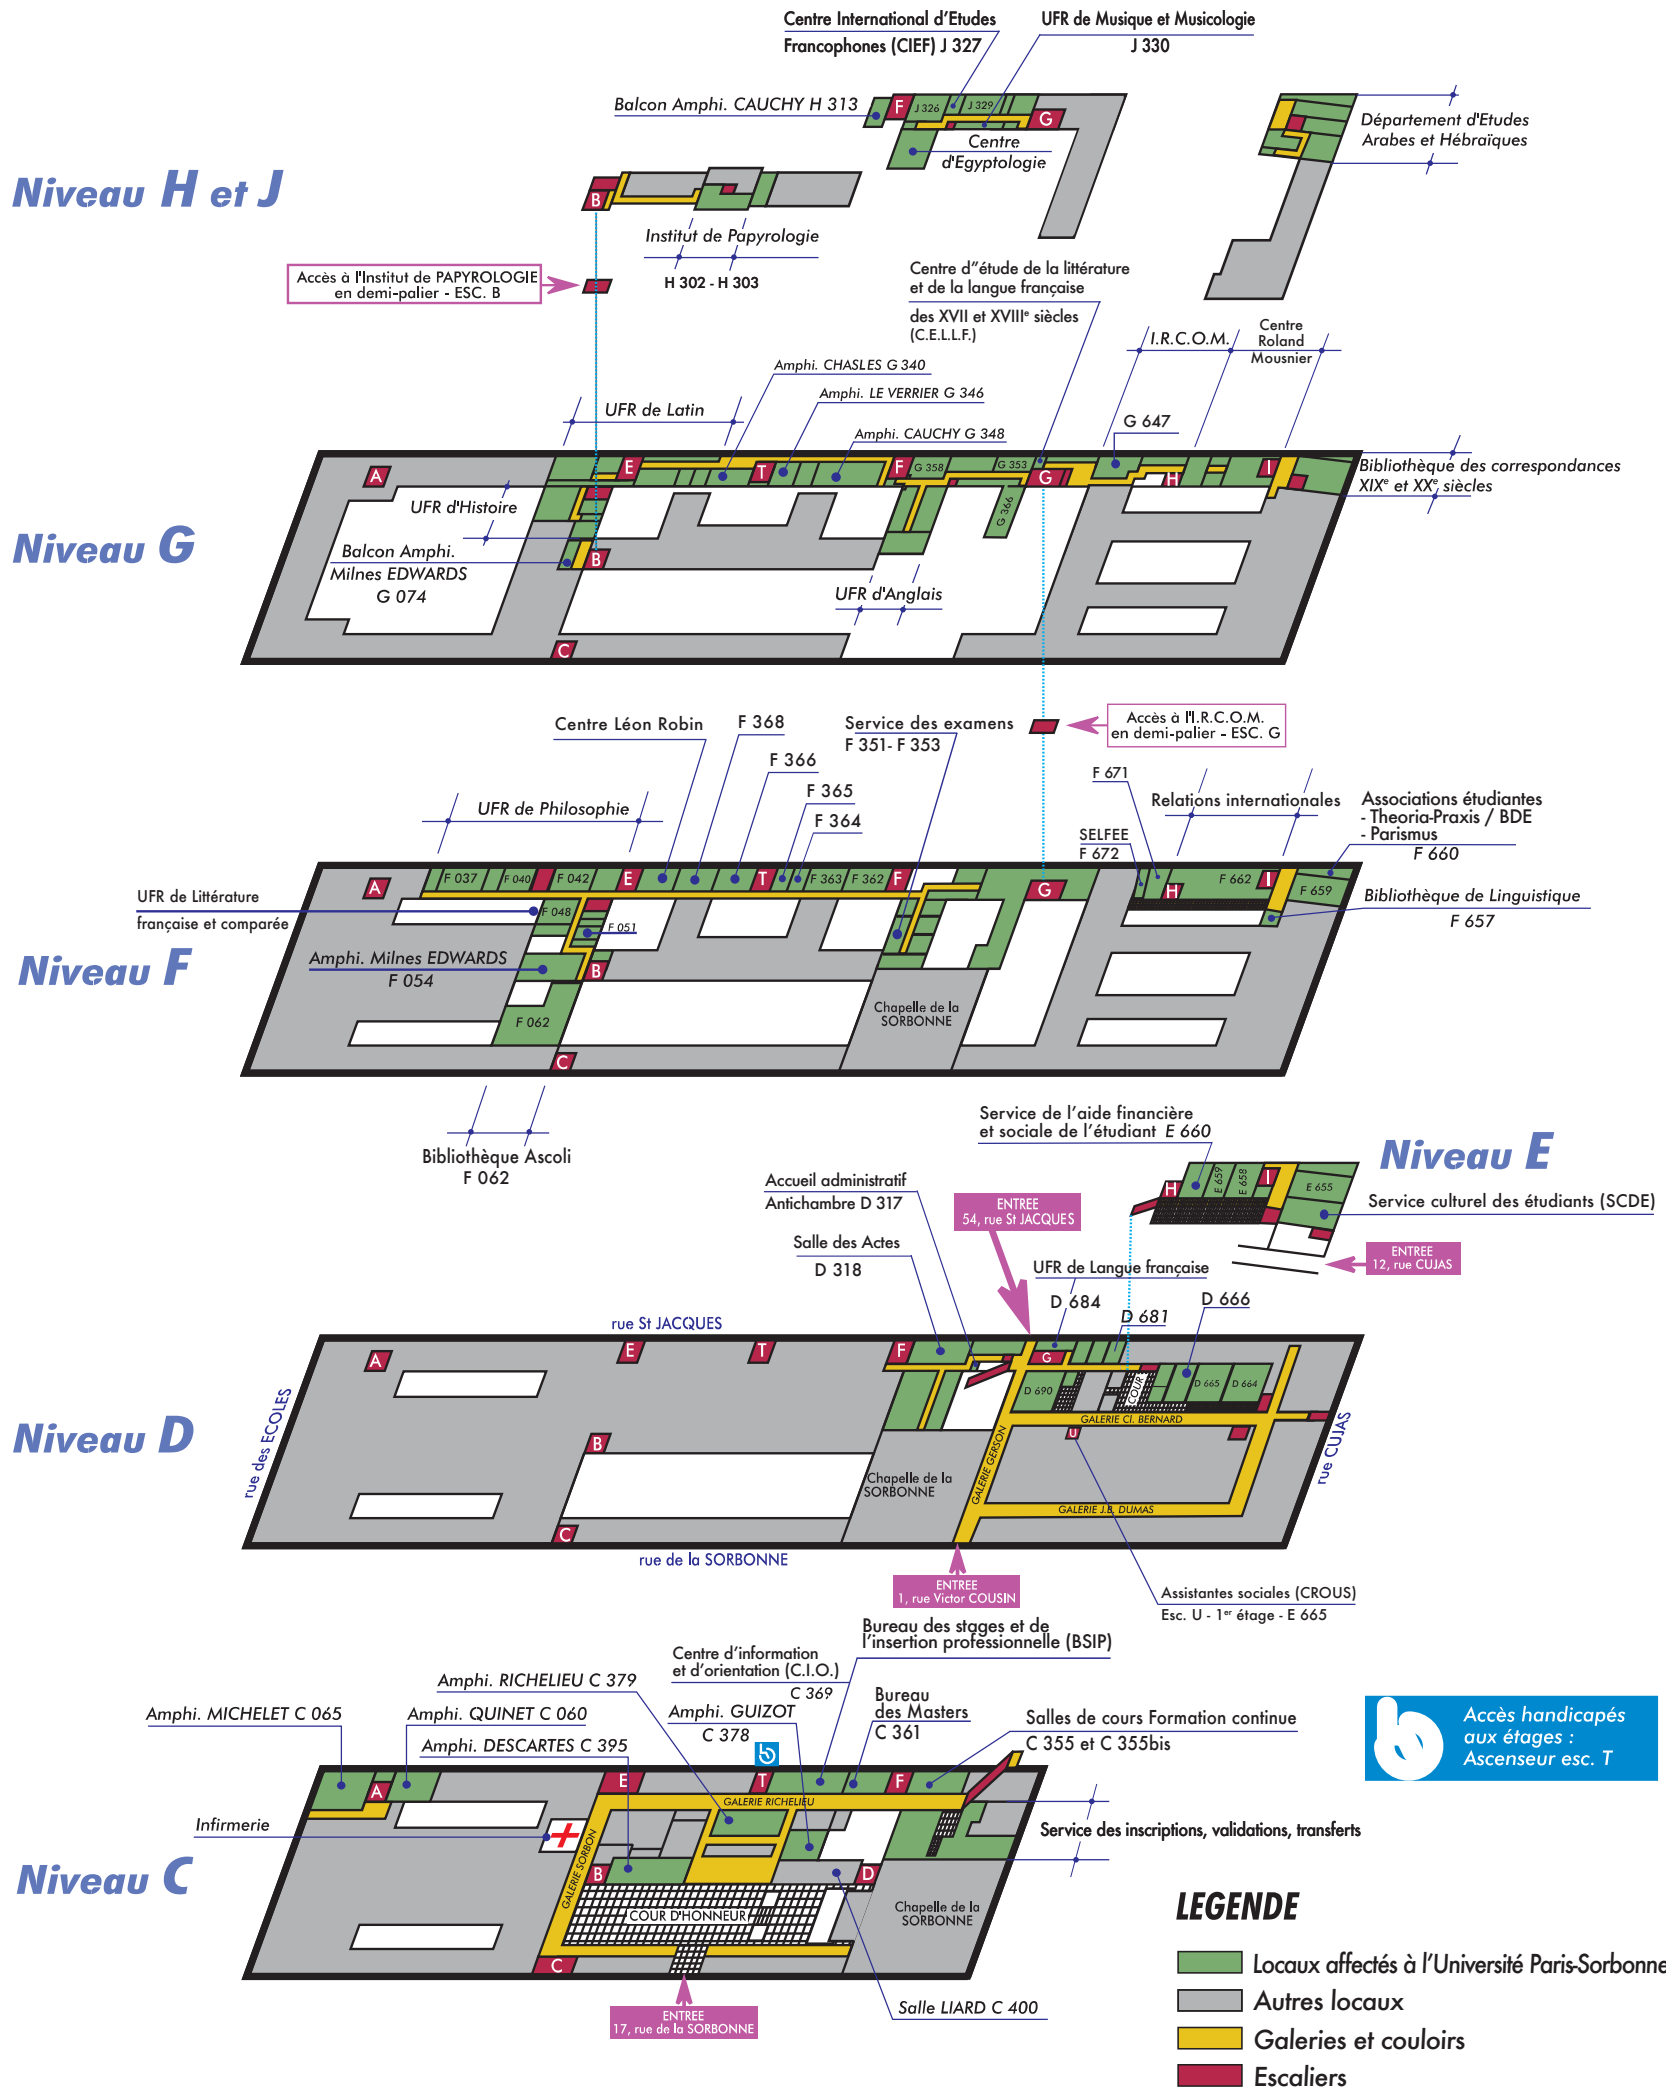 Centre International d'Etudes
Francophones (CIEF) J 327
UFR de Musique et Musicologie
J 330
Balcon Amphi. CAUCHY H 313
F
J 326
J 329
G
Centre
d'Egyptologie
Département d'Etudes
Arabes et Hébraïques
Niveau H et J
B
Institut de Papyrologie
H 302 - H 303
Accès à l'Institut de PAPYROLOGIE
en demi-palier - ESC. B
Centre d"étude de la littérature
et de la langue française
des XVII et XVIIIe siècles
(C.E.L.L.F.)
I.R.C.O.M.
Centre
Roland
Mousnier
Amphi. CHASLES G 340
Amphi. LE VERRIER G 346
UFR de Latin
Amphi. CAUCHY G 348
G 647
A
E
T
F
G 358
G 353
G
H
I
Bibliothèque des correspondances
XIXe et XXe siècles
UFR d'Histoire
G 366
Niveau G
Balcon Amphi.
Milnes EDWARDS
G 074
B
UFR d'Anglais
C
Centre Léon Robin
F 368
Service des examens
F 351- F 353
Accès à l'I.R.C.O.M.
en demi-palier - ESC. G
F 366
F 365
F 364
UFR de Philosophie
F 671
Relations internationales
SELFEE
F 672
Associations étudiantes
- Theoria-Praxis / BDE
- Parismus
F 660
A
F 037
F 040
F 042
E
T
F 363
F 362
F
G
H
F 662
I
F 659
UFR de Littérature
française et comparée
F 048
F 051
Bibliothèque de Linguistique
F 657
Niveau F
Amphi. Milnes EDWARDS
F 054
B
F 062
Chapelle de la
SORBONNE
C
Bibliothèque Ascoli
F 062
Service de l'aide financière
et sociale de l'étudiant E 660
Niveau E
H
E 659
E 658
I
E 655
Service culturel des étudiants (SCDE)
ENTREE
12, rue CUJAS
Accueil administratif
Antichambre D 317
ENTREE
54, rue St JACQUES
Salle des Actes
D 318
UFR de Langue française
D 684
D 681
D 666
rue St JACQUES
A
E
T
F
G
D 690
COUR
D 665
D 664
GALERIE Cl. BERNARD
U
rue des ECOLES
Niveau D
B
Chapelle de la
SORBONNE
GALERIE GERSON
GALERIE J.B. DUMAS
rue CUJAS
C
rue de la SORBONNE
ENTREE
1, rue Victor COUSIN
Assistantes sociales (CROUS)
Esc. U - 1er étage - E 665
Bureau des stages et de
l'insertion professionnelle (BSIP)
Centre d'information
et d'orientation (C.I.O.)
C 369
Amphi. RICHELIEU C 379
Amphi. GUIZOT
C 378
Bureau
des Masters
C 361
Amphi. MICHELET C 065
Amphi. QUINET C 060
Amphi. DESCARTES C 395
Salles de cours Formation continue
C 355 et C 355bis
Accès handicapés
aux étages :
Ascenseur esc. T
A
E
T
F
GALERIE RICHELIEU
Infirmerie
GALERIE SORBON
Service des inscriptions, validations, transferts
Niveau C
B
D
COUR D'HONNEUR
Chapelle de la
SORBONNE
C
ENTREE
17, rue de la SORBONNE
Salle LIARD C 400
LEGENDE
Locaux affectés à l'Université Paris-Sorbonne
Autres locaux
Galeries et couloirs
Escaliers